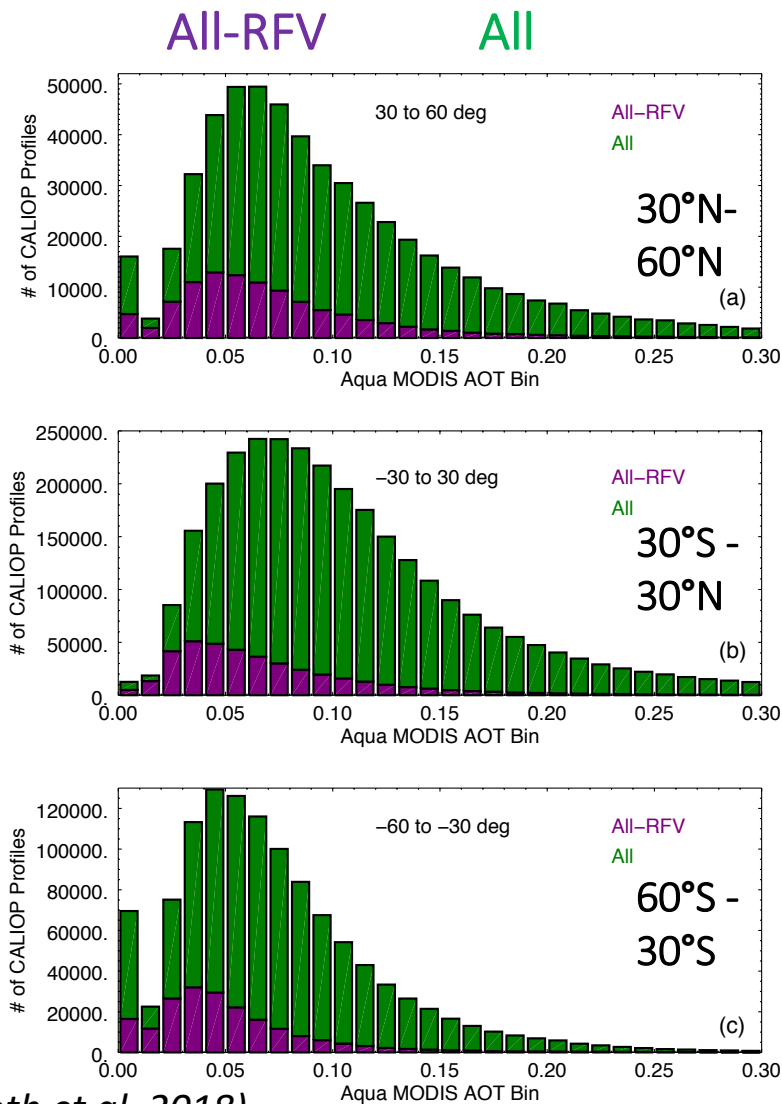 All-RFV All
50000.
40000.
30000.
20000.
10000.
0.
# of CALIOP Profiles
30 to 60 deg
All-RFV
All
30°N-
60°N
(a)
0.00 0.05 0.10 0.15 0.20 0.25 0.30
Aqua MODIS AOT Bin
250000.
200000.
150000.
100000.
50000.
0.
# of CALIOP Profiles
−30 to 30 deg
All-RFV
All
30°S -
30°N
(b)
0.00 0.05 0.10 0.15 0.20 0.25 0.30
Aqua MODIS AOT Bin
120000.
100000.
80000.
60000.
40000.
20000.
0.
# of CALIOP Profiles
−60 to −30 deg
All-RFV
All
60°S -
30°S
(c)
0.00 0.05 0.10 0.15 0.20 0.25 0.30
Aqua MODIS AOT Bin
et al. 2018)